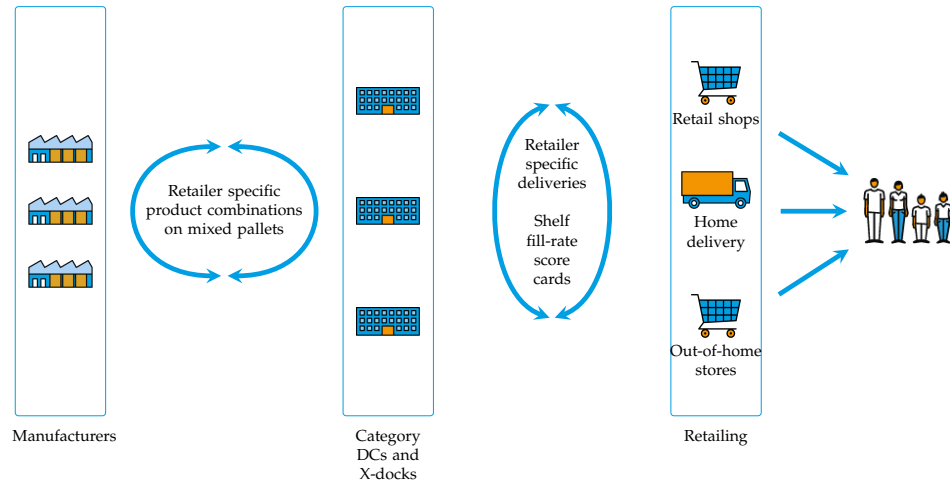 Retailer specific
product combinations
on mixed pallets
Retailer
specific
deliveries
Shelf
fill-rate
score
cards
Retail shops
Home
delivery
Out-of-home
stores
Manufacturers
Category
DCs and
X-docks
Retailing